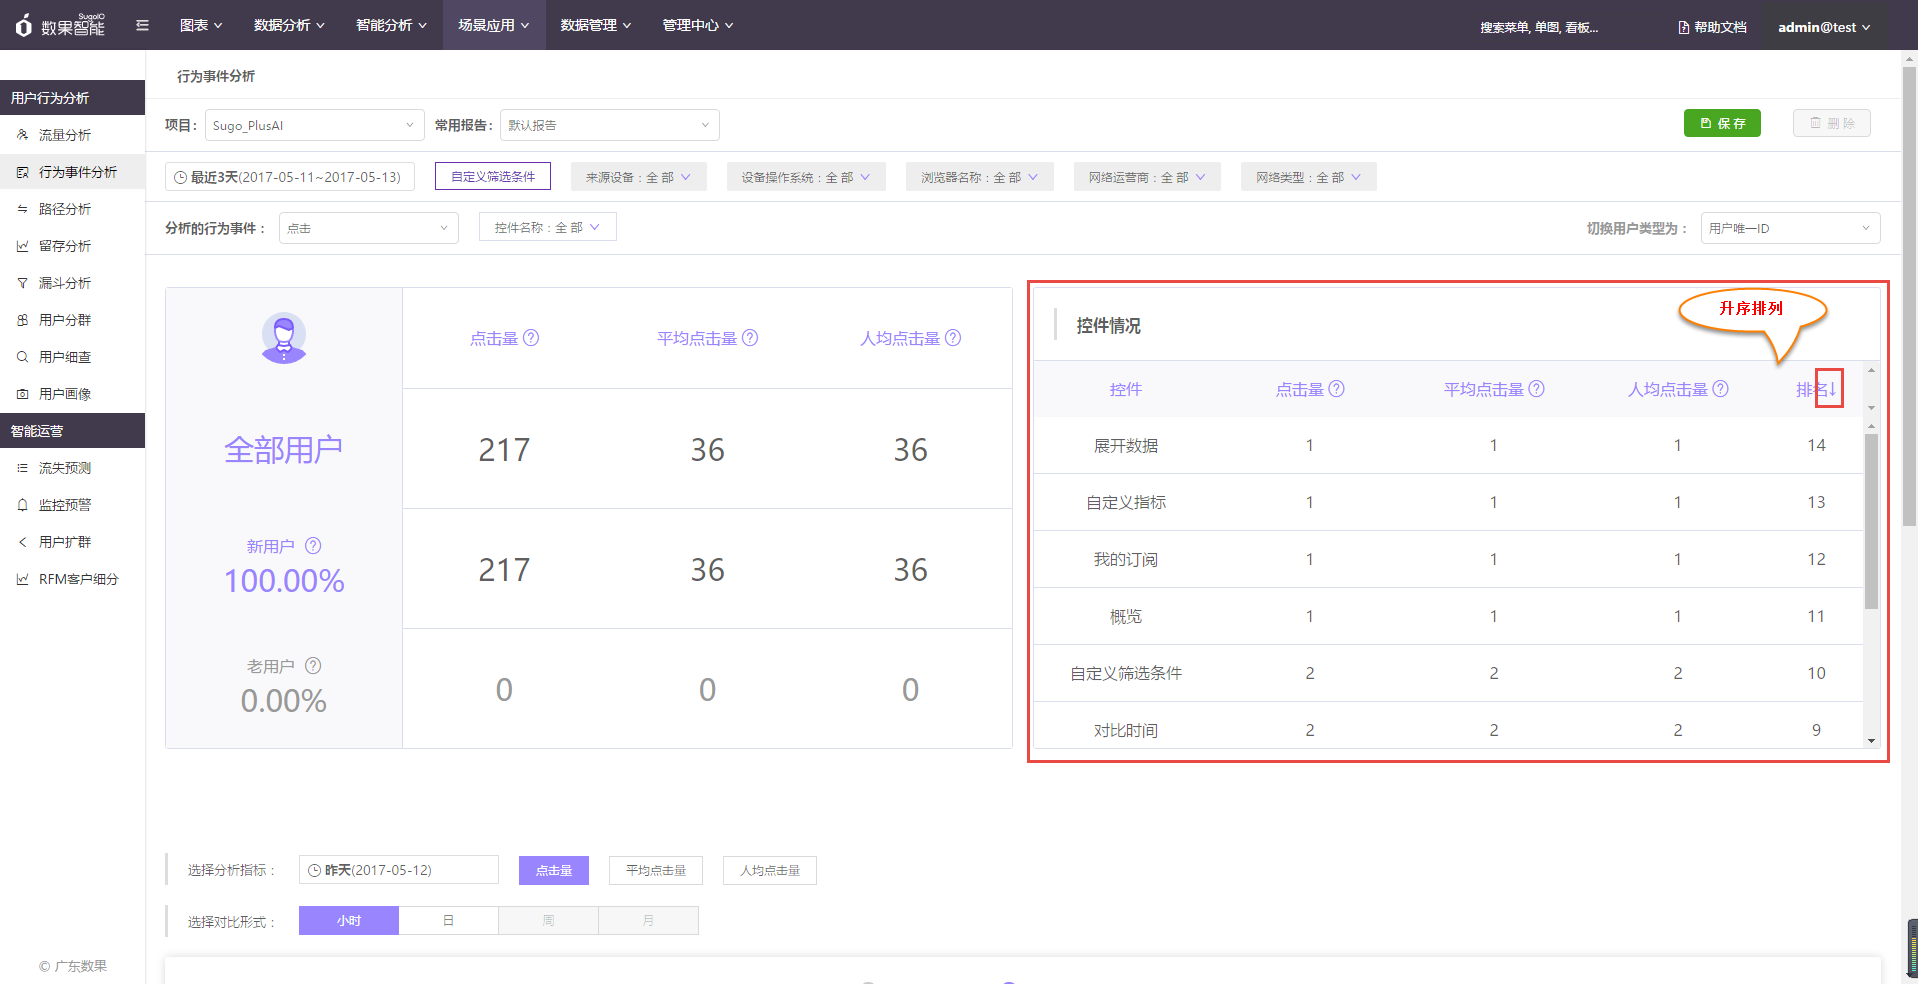 SugoIO
数果智能
图表
数据分析
智能分析
场景应用
数据管理
管理中心
搜索菜单, 单图, 看板...
帮助文档
admin@test
用户行为分析
流量分析
行为事件分析
路径分析
留存分析
漏斗分析
用户分群
用户细查
用户画像
智能运营
流失预测
监控预警
用户扩群
RFM客户细分
© 广东数果
行为事件分析
项目：
Sugo_PlusAI
常用报告：
默认报告
保 存
删 除
最近3天(2017-05-11~2017-05-13)
自定义筛选条件
来源设备：全 部
设备操作系统：全 部
浏览器名称：全 部
网络运营商：全 部
网络类型：全 部
分析的行为事件：
点击
控件名称：全 部
切换用户类型为：
用户唯一ID
点击量
平均点击量
人均点击量
全部用户
217
36
36
新用户
100.00%
217
36
36
老用户
0.00%
0
0
0
控件情况
升序排列
控件
点击量
平均点击量
人均点击量
排名↓
展开数据
1
1
1
14
自定义指标
1
1
1
13
我的订阅
1
1
1
12
概览
1
1
1
11
自定义筛选条件
2
2
2
10
对比时间
2
2
2
9
选择分析指标：
昨天(2017-05-12)
点击量
平均点击量
人均点击量
选择对比形式：
小时
日
周
月